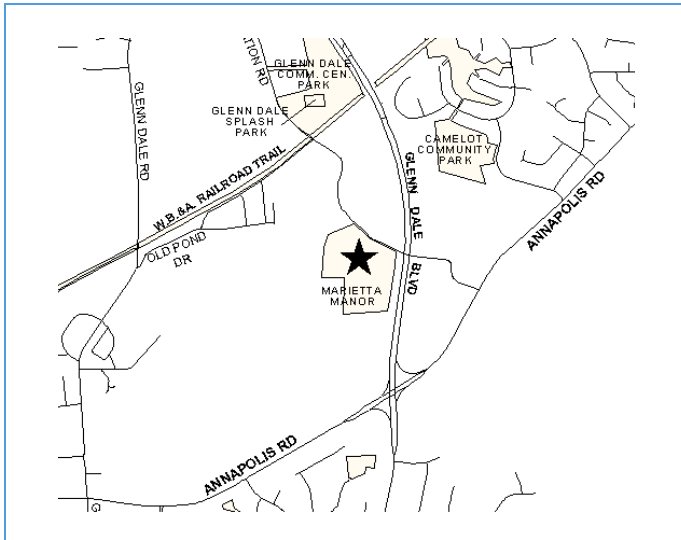 GLENN DALE
COMM. CEN.
PARK
ATION RD
GLENN DALE RD
GLENN DALE
SPLASH
PARK
CAMELOT
COMMUNITY
PARK
W.B.&A. RAILROAD TRAIL
GLENN DALE BLVD
ANNAPOLIS RD
OLD POND
DR
MARIETTA
MANOR
ANNAPOLIS RD
G